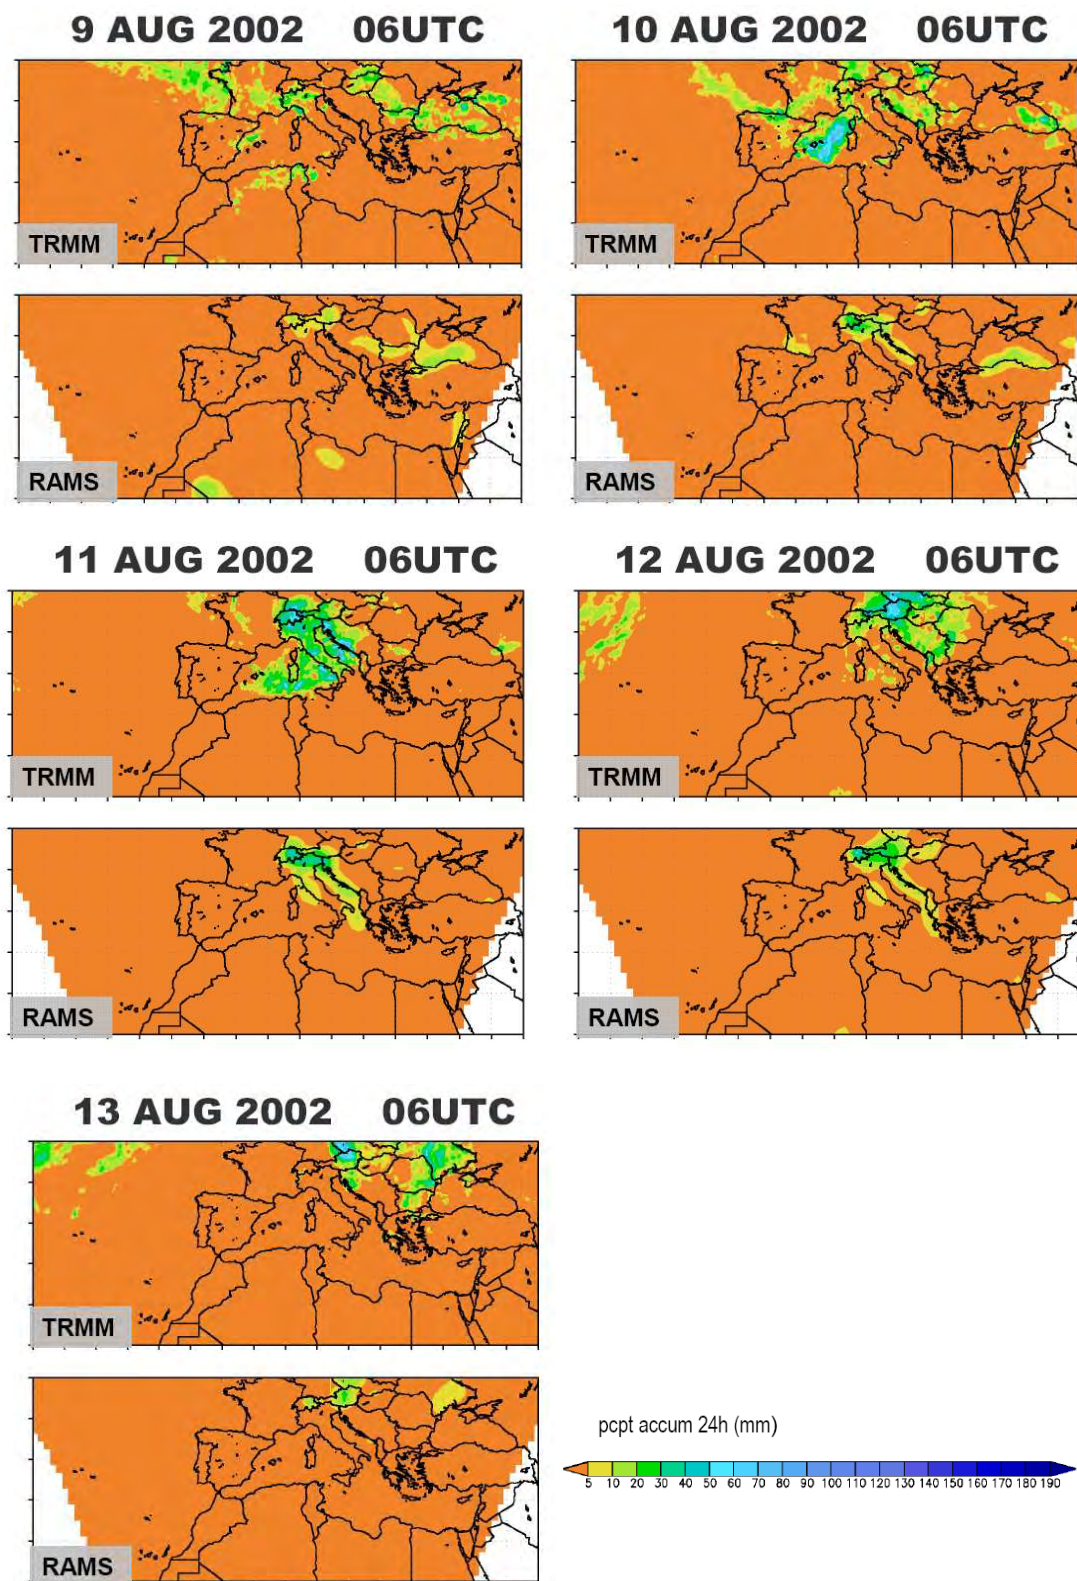 9 AUG 2002 06UTC
10 AUG 2002 06UTC
TRMM
TRMM
RAMS
RAMS
11 AUG 2002 06UTC
12 AUG 2002 06UTC
TRMM
TRMM
RAMS
RAMS
13 AUG 2002 06UTC
TRMM
RAMS
pcpt accum 24h (mm)
5 10 20 30 40 50 60 70 80 90 100 110 120 130 140 150 160 170 180 190